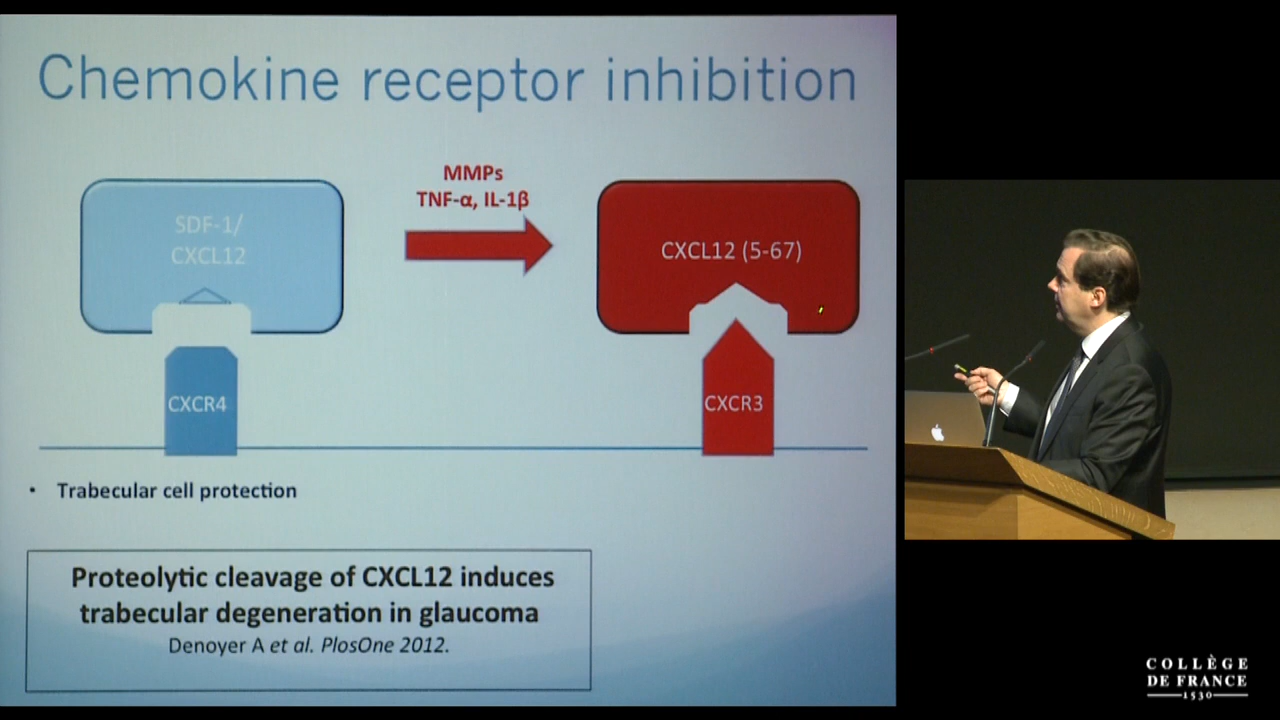 Chemokine receptor inhibition
MMPs
TNF-α, IL-1β
SDF-1/
CXCL12
CXCL12 (5-67)
CXCR4
CXCR3
• Trabecular cell protection
Proteolytic cleavage of CXCL12 induces
trabecular degeneration in glaucoma
Denoyer A et al. PlosOne 2012.
COLLÈGE
DE FRANCE
1530